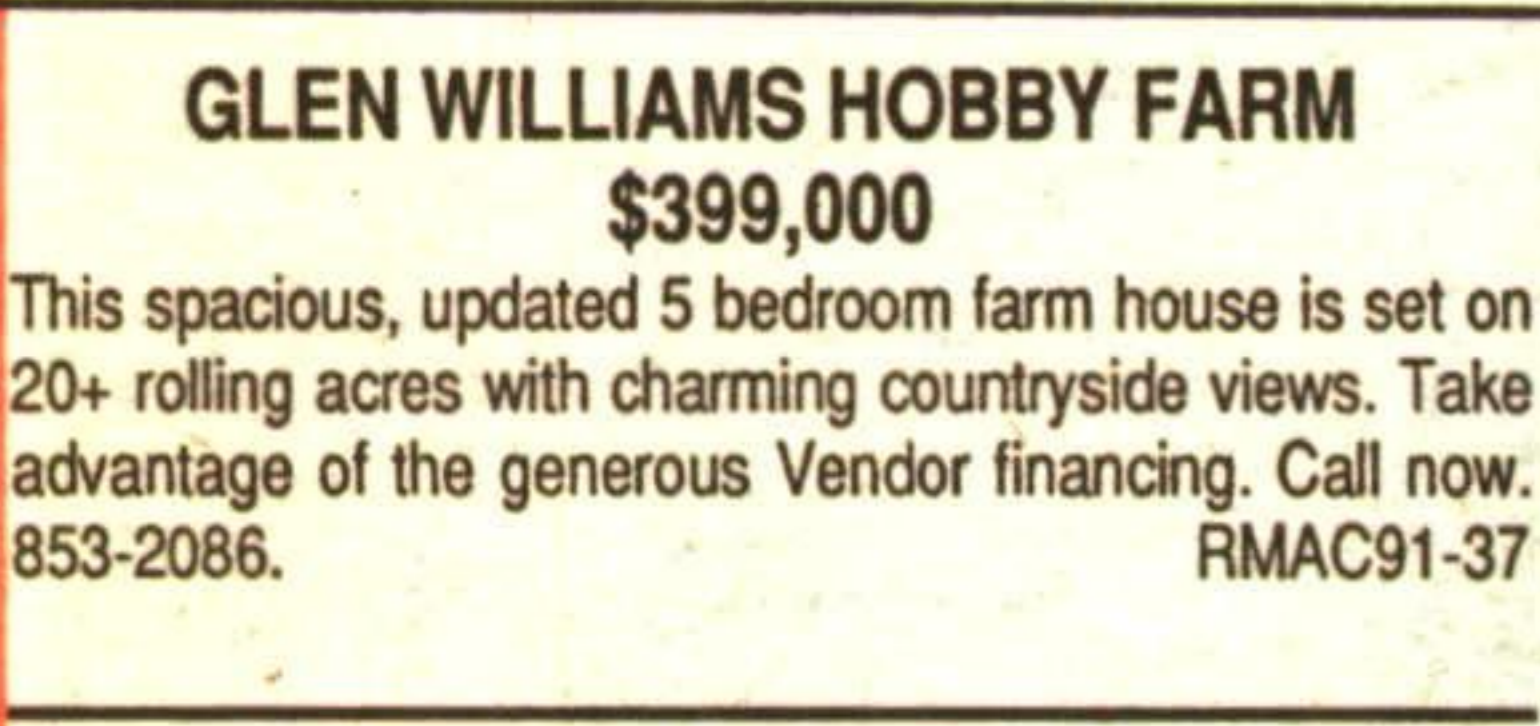 GLEN WILLIAMS HOBBY FARM
$399,000
This spacious, updated 5 bedroom farm house is set on
20+ rolling acres with charming countryside views. Take
advantage of the generous Vendor financing. Call now.
853-2086. RMAC91-37